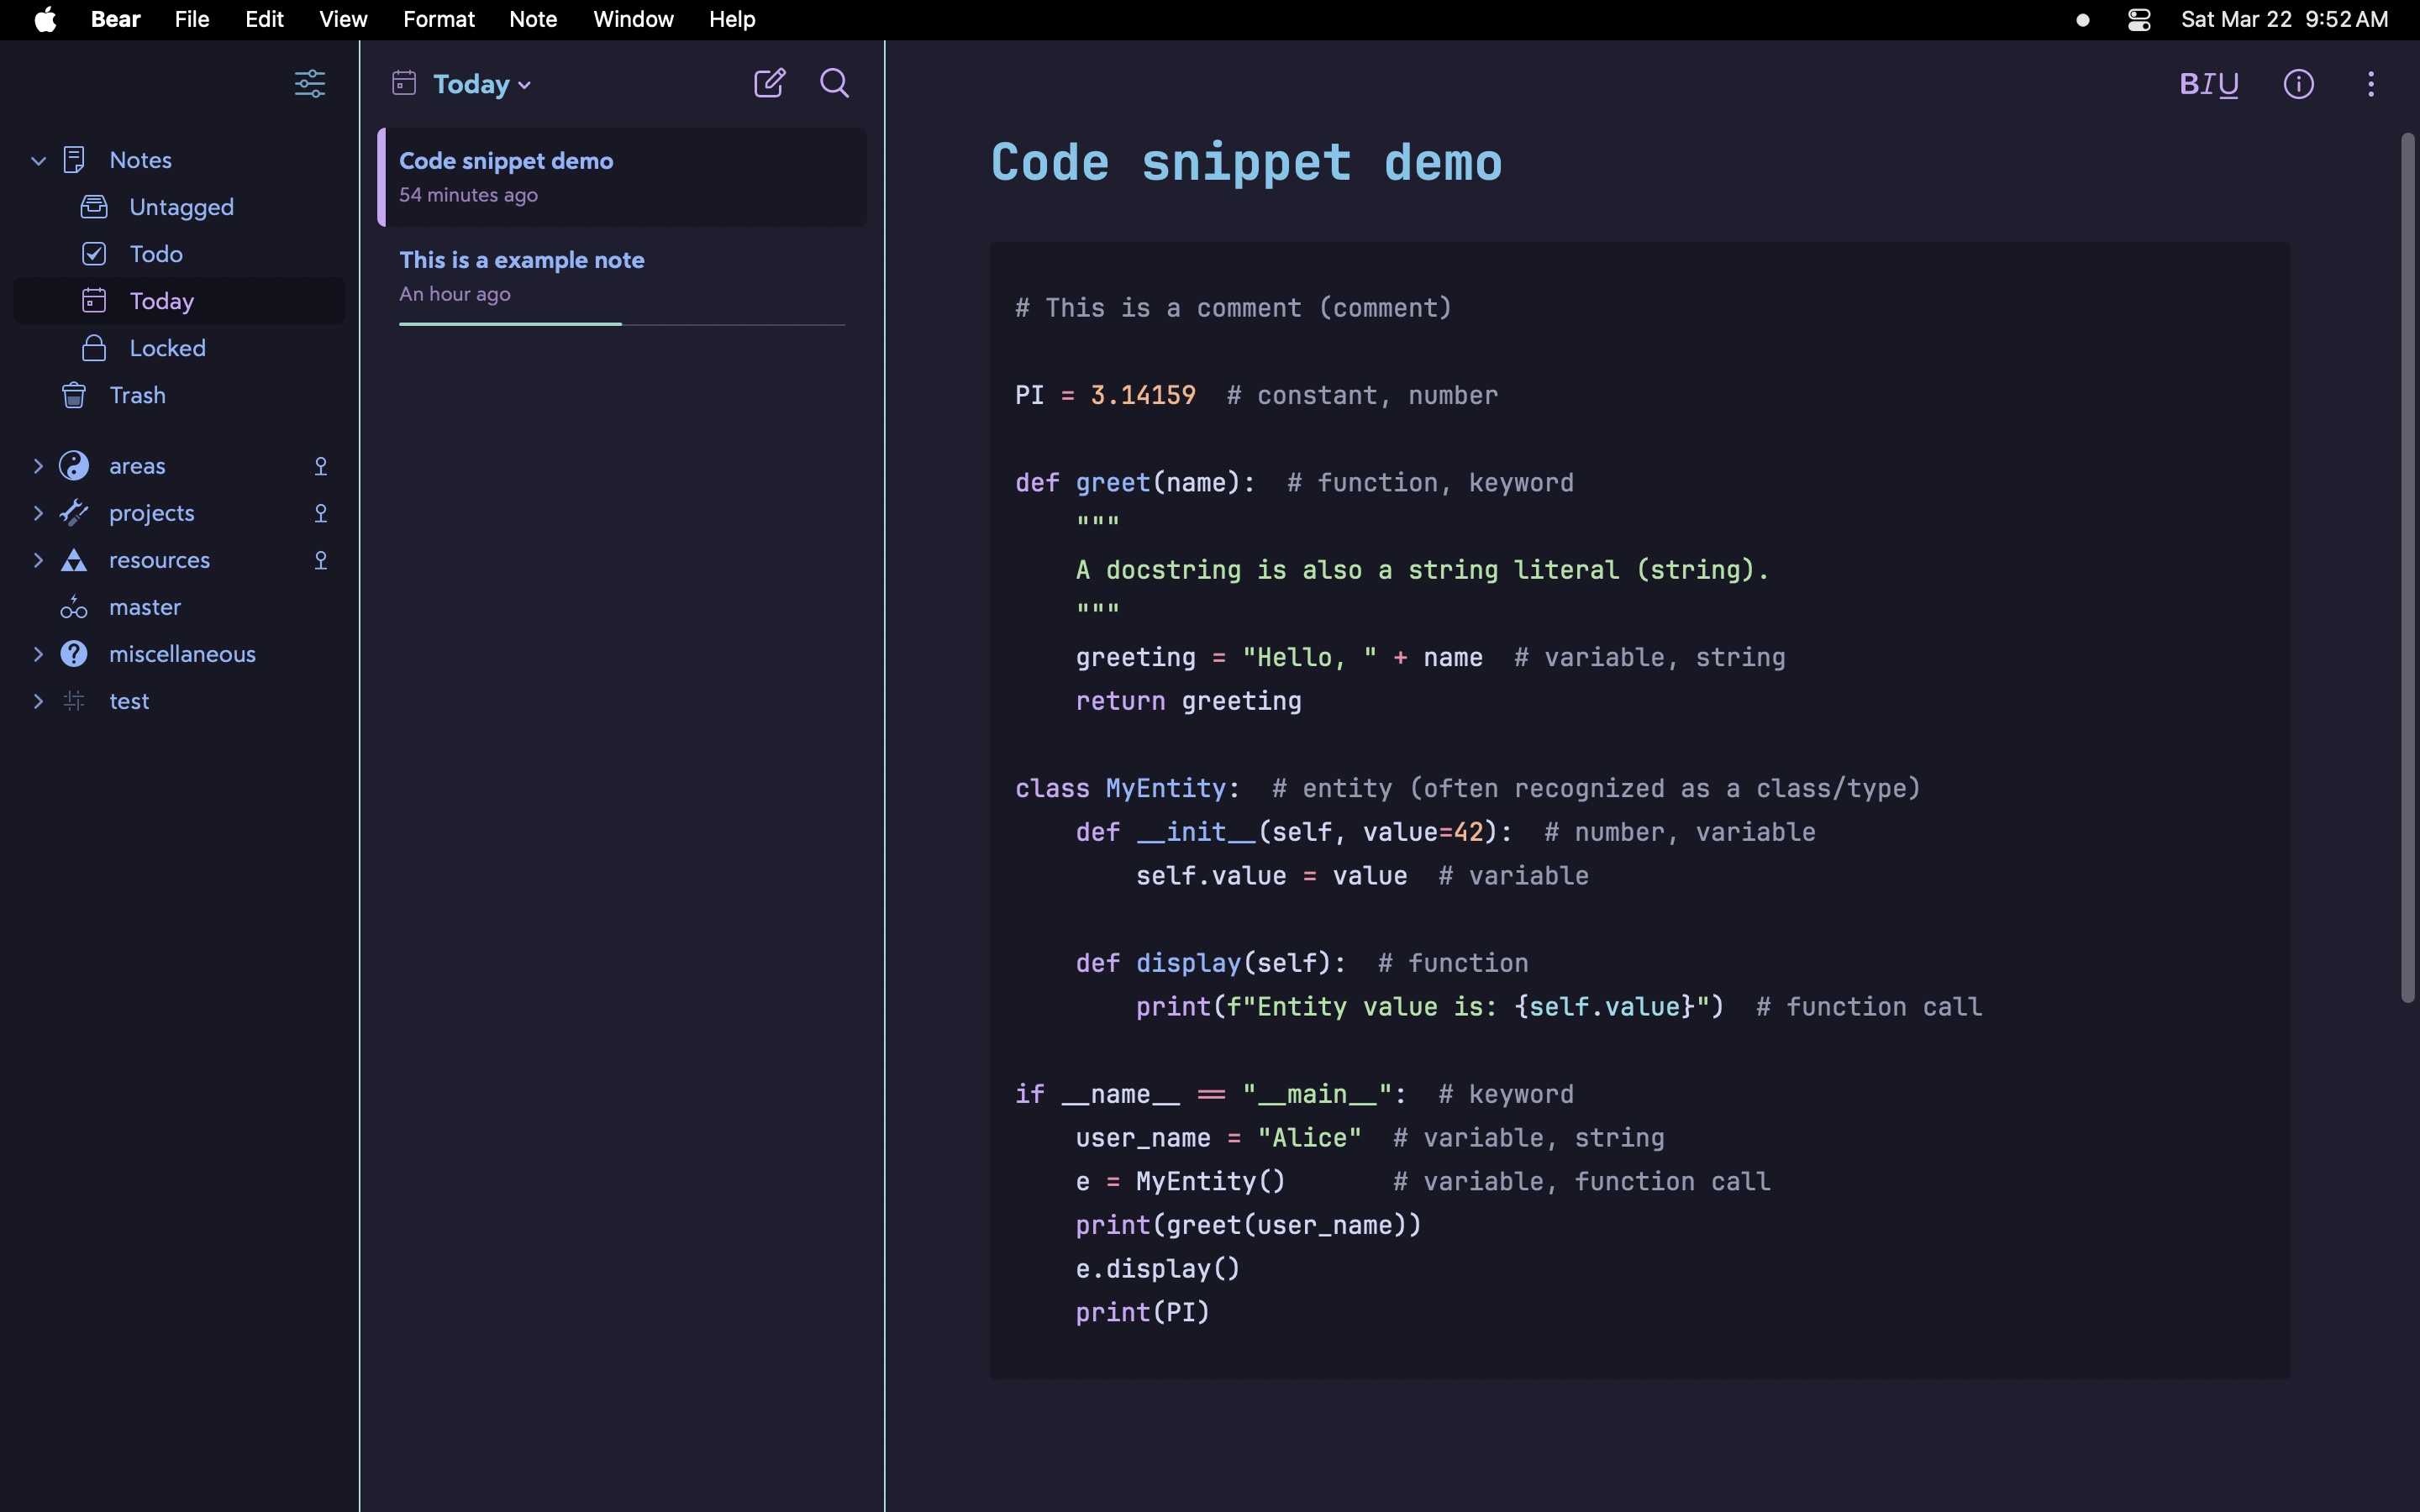 Bear File Edit View Format Note Window Help Sat Mar 22 9:52 AM
Notes
Untagged
Todo
Today
Locked
Trash
areas
projects
resources
master
miscellaneous
test
Today
Code snippet demo
54 minutes ago
This is a example note
An hour ago
BIU
Code snippet demo
# This is a comment (comment)
PI = 3.14159  # constant, number
def greet(name):  # function, keyword
    """
    A docstring is also a string literal (string).
    """
    greeting = "Hello, " + name  # variable, string
    return greeting
class MyEntity:  # entity (often recognized as a class/type)
    def __init__(self, value=42):  # number, variable
        self.value = value  # variable
    def display(self):  # function
        print(f"Entity value is: {self.value}")  # function call
if __name__ == "__main__":  # keyword
    user_name = "Alice"  # variable, string
    e = MyEntity()       # variable, function call
    print(greet(user_name))
    e.display()
    print(PI)